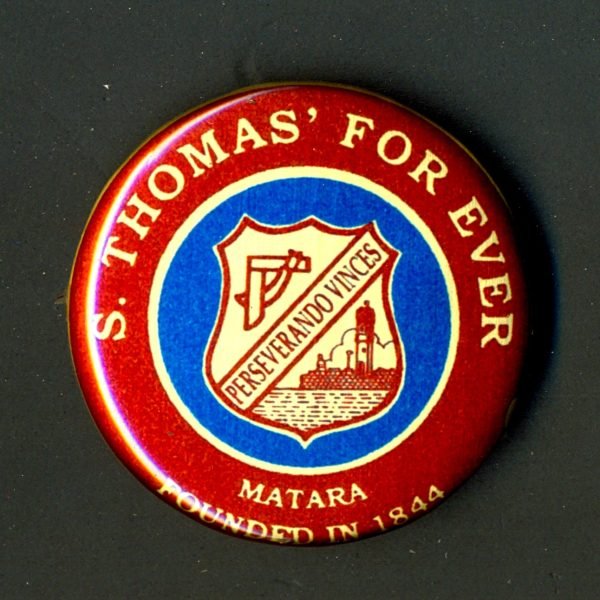 S. THOMAS' FOR EVER
PERSEVERANDO VINCES
MATARA
FOUNDED IN 1844